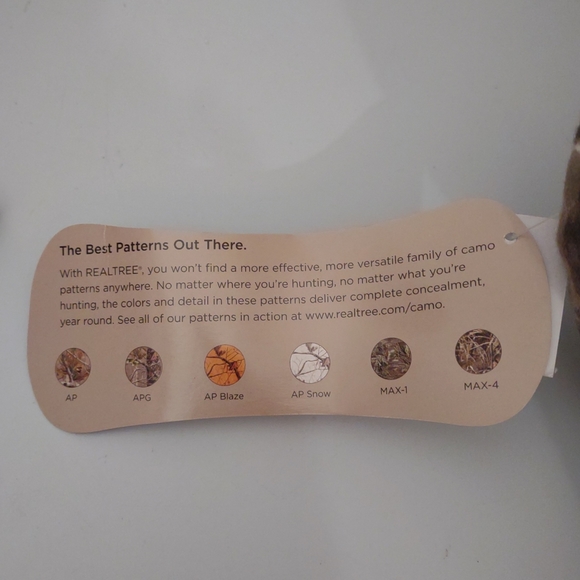 The Best Patterns Out There.
With REALTREE®, you won't find a more effective, more versatile family of camo
patterns anywhere. No matter where you're hunting, no matter what you're
hunting, the colors and detail in these patterns deliver complete concealment,
year round. See all of our patterns in action at www.realtree.com/camo.
AP APG AP Blaze AP Snow MAX-1 MAX-4